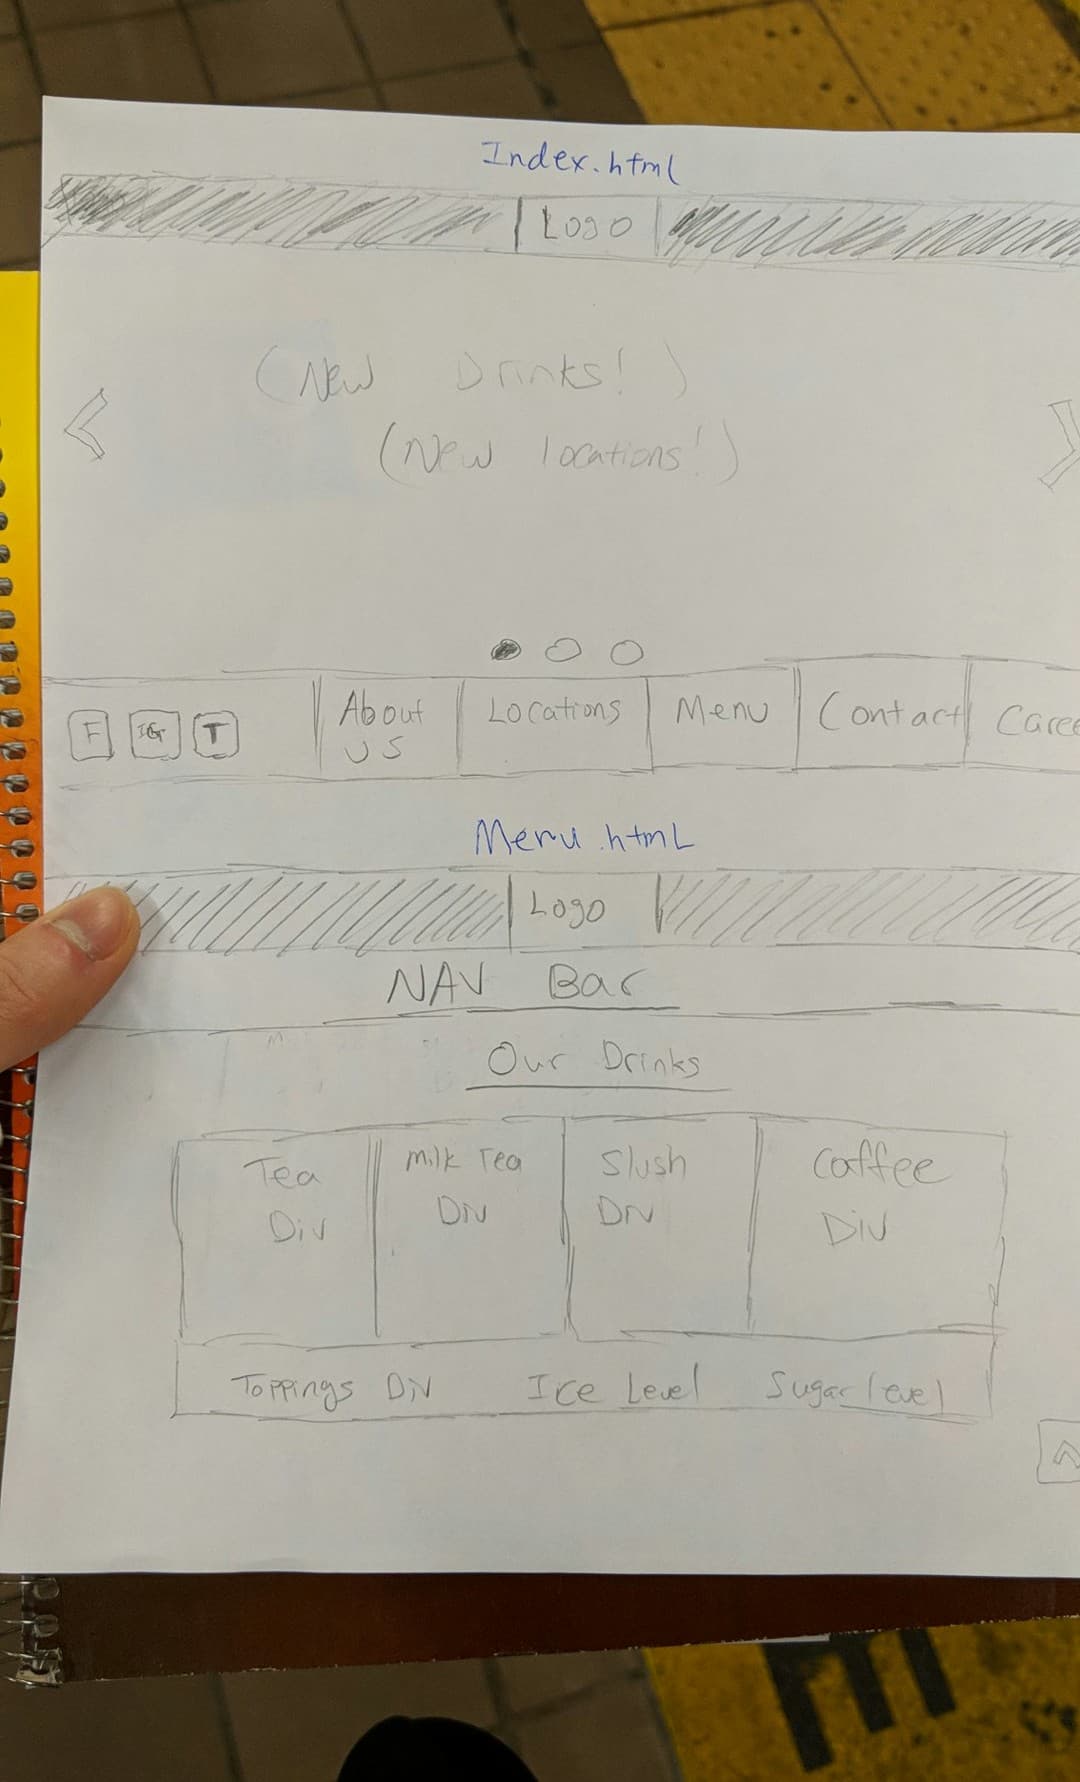 Index.html
Logo
(New Drinks!)
(New locations!)
F IG T About us Locations Menu Contact Caree
Menu.html
Logo
NAV Bar
Our Drinks
Tea Div
Milk Tea Div
Slush Div
Coffee Div
Toppings Div Ice Level Sugar level